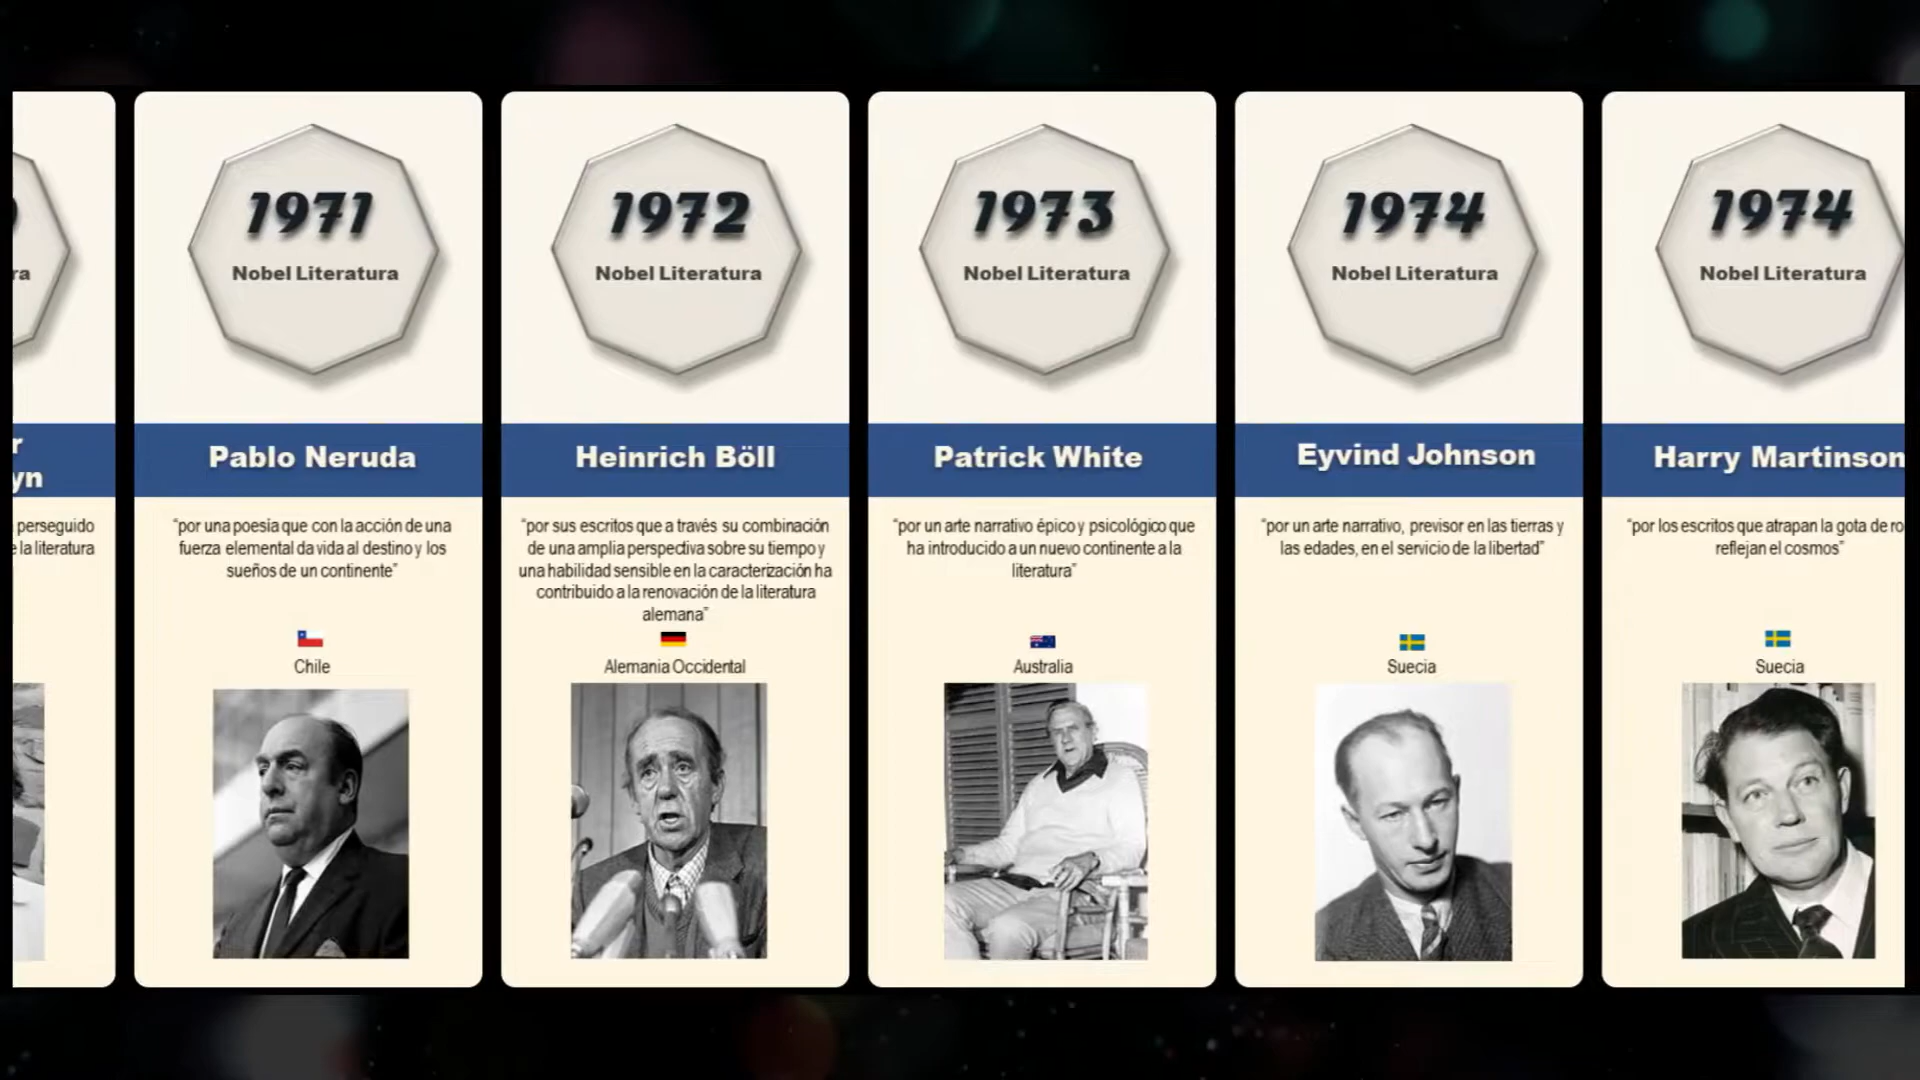 ra
r
yn
perseguido
la literatura
1971
Nobel Literatura
Pablo Neruda
“por una poesía que con la acción de una
fuerza elemental da vida al destino y los
sueños de un continente”
Chile
1972
Nobel Literatura
Heinrich Böll
“por sus escritos que a través su combinación
de una amplia perspectiva sobre su tiempo y
una habilidad sensible en la caracterización ha
contribuido a la renovación de la literatura
alemana”
Alemania Occidental
1973
Nobel Literatura
Patrick White
“por un arte narrativo épico y psicológico que
ha introducido a un nuevo continente a la
literatura”
Australia
1974
Nobel Literatura
Eyvind Johnson
“por un arte narrativo, previsor en las tierras y
las edades, en el servicio de la libertad”
Suecia
1974
Nobel Literatura
Harry Martinson
“por los escritos que atrapan la gota de ro
reflejan el cosmos”
Suecia